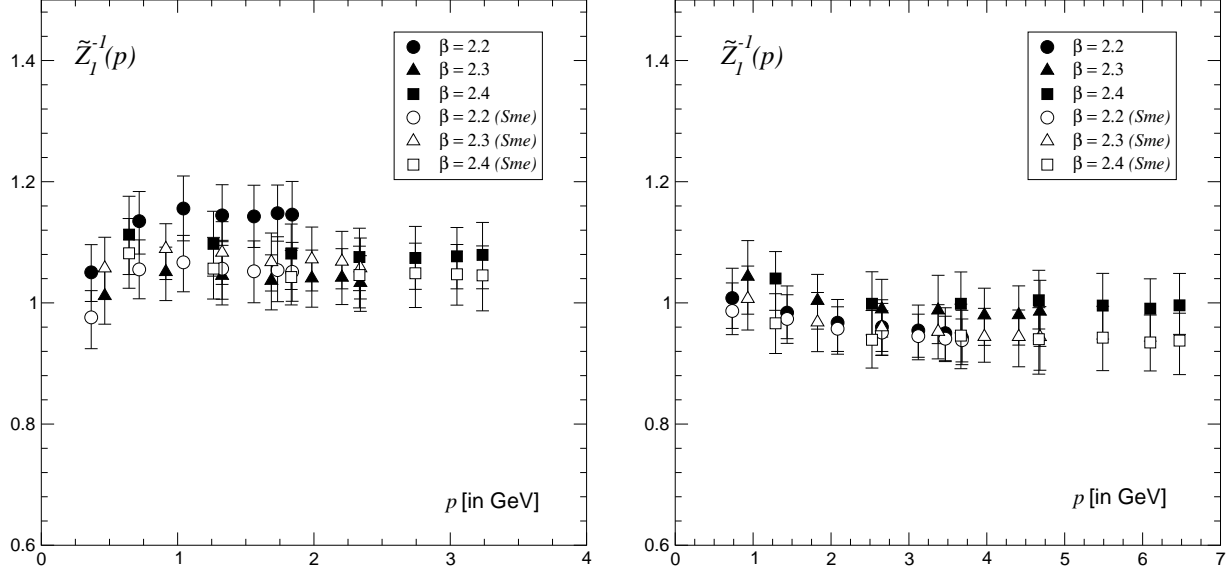 Z̃₁⁻¹(p)
β = 2.2
β = 2.3
β = 2.4
β = 2.2 (Sme)
β = 2.3 (Sme)
β = 2.4 (Sme)
1.4
1.2
1
0.8
0.6
p [in GeV]
0 1 2 3 4
Z̃₁⁻¹(p)
β = 2.2
β = 2.3
β = 2.4
β = 2.2 (Sme)
β = 2.3 (Sme)
β = 2.4 (Sme)
1.4
1.2
1
0.8
0.6
p [in GeV]
0 1 2 3 4 5 6 7